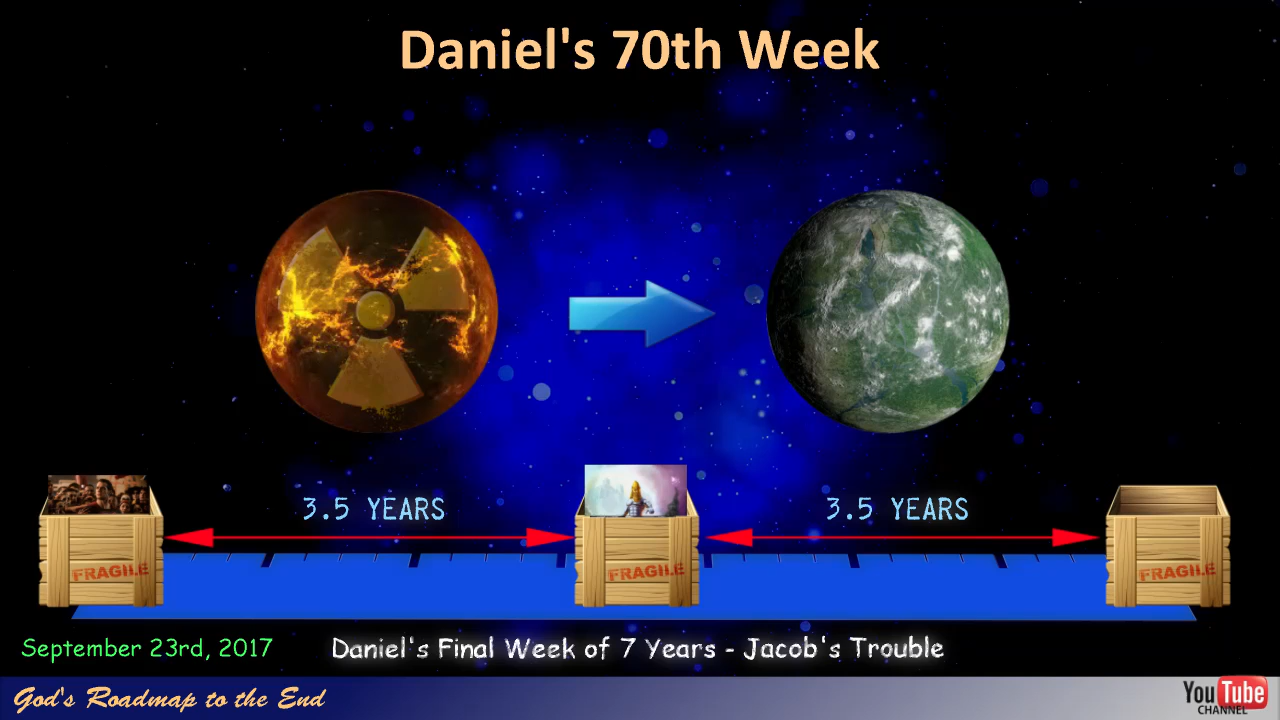 Daniel's 70th Week
3.5 YEARS
3.5 YEARS
FRAGILE
FRAGILE
FRAGILE
September 23rd, 2017
Daniel's Final Week of 7 Years - Jacob's Trouble
God's Roadmap to the End
YouTube
CHANNEL